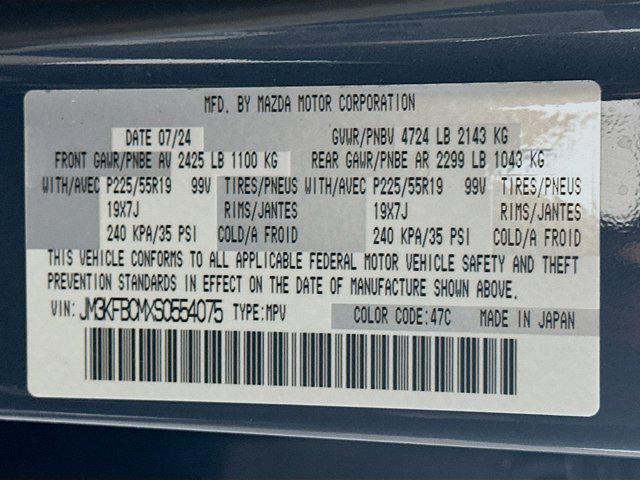 MFD. BY MAZDA MOTOR CORPORATION
DATE 07/24 GVWR/PNBV 4724 LB 2143 KG
FRONT GAWR/PNBE AV 2425 LB 1100 KG REAR GAWR/PNBE AR 2299 LB 1043 KG
WITH/AVEC P225/55R19 99V TIRES/PNEUS WITH/AVEC P225/55R19 99V TIRES/PNEUS
19X7J RIMS/JANTES 19X7J RIMS/JANTES
240 KPA/35 PSI COLD/A FROID 240 KPA/35 PSI COLD/A FROID
THIS VEHICLE CONFORMS TO ALL APPLICABLE FEDERAL MOTOR VEHICLE SAFETY AND THEFT
PREVENTION STANDARDS IN EFFECT ON THE DATE OF MANUFACTURE SHOWN ABOVE.
VIN: JM3KFBCMXS0554075 TYPE:MPV COLOR CODE:47C MADE IN JAPAN